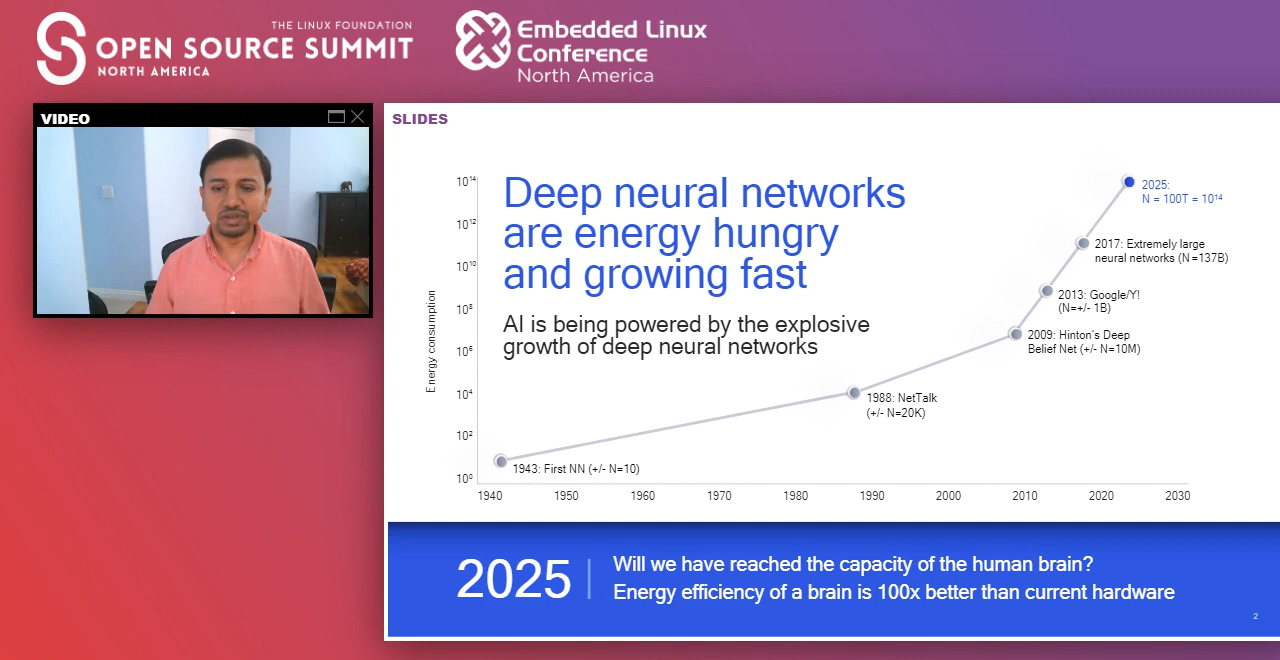 THE LINUX FOUNDATION
OPEN SOURCE SUMMIT
NORTH AMERICA
Embedded Linux
Conference
North America
VIDEO
SLIDES
Deep neural networks
are energy hungry
and growing fast
AI is being powered by the explosive
growth of deep neural networks
Energy consumption
10¹⁴
10¹²
10¹⁰
10⁸
10⁶
10⁴
10²
10⁰
1940 1950 1960 1970 1980 1990 2000 2010 2020 2030
1943: First NN (+/- N=10)
1988: NetTalk
(+/- N=20K)
2009: Hinton's Deep
Belief Net (+/- N=10M)
2013: Google/Y!
(N=+/- 1B)
2017: Extremely large
neural networks (N=137B)
2025:
N = 100T = 10¹⁴
2025
Will we have reached the capacity of the human brain?
Energy efficiency of a brain is 100x better than current hardware
2